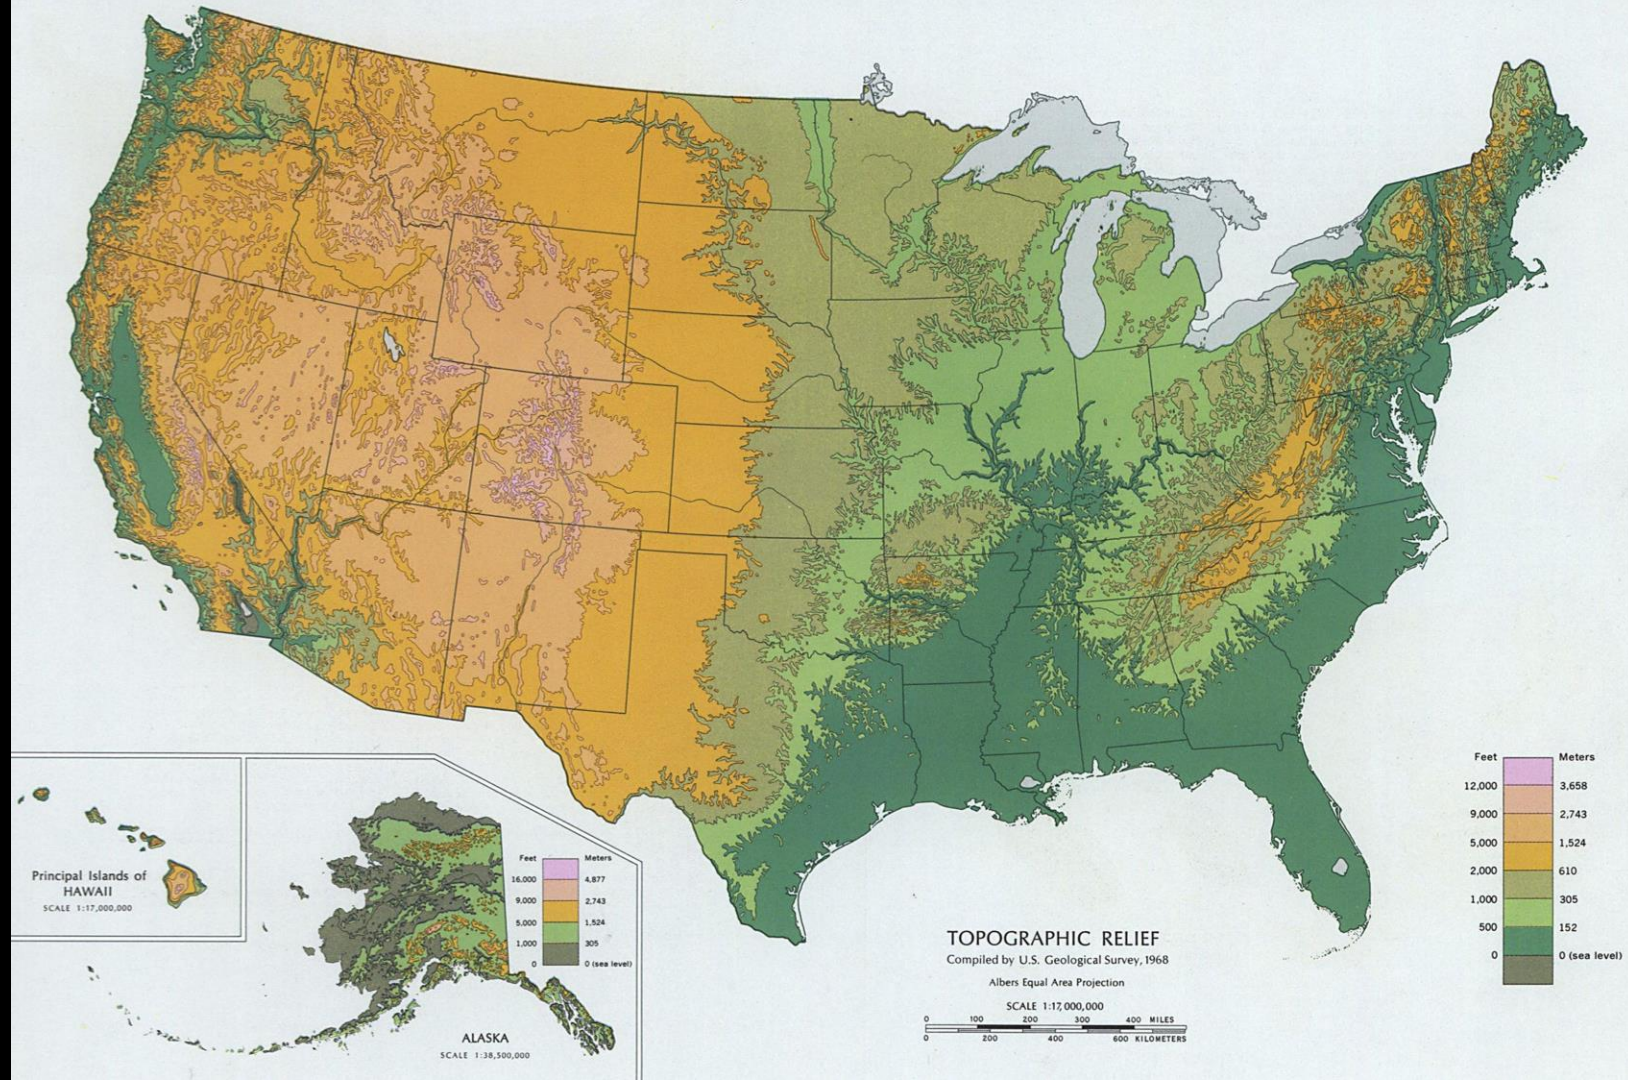 Principal Islands of
HAWAII
SCALE 1:17,000,000
Feet Meters
16,000 4,877
9,000 2,743
5,000 1,524
1,000 305
0 0 (sea level)
ALASKA
SCALE 1:38,500,000
TOPOGRAPHIC RELIEF
Compiled by U.S. Geological Survey, 1968
Albers Equal Area Projection
SCALE 1:17,000,000
0 100 200 300 400 MILES
0 200 400 600 KILOMETERS
Feet Meters
12,000 3,658
9,000 2,743
5,000 1,524
2,000 610
1,000 305
500 152
0 0 (sea level)